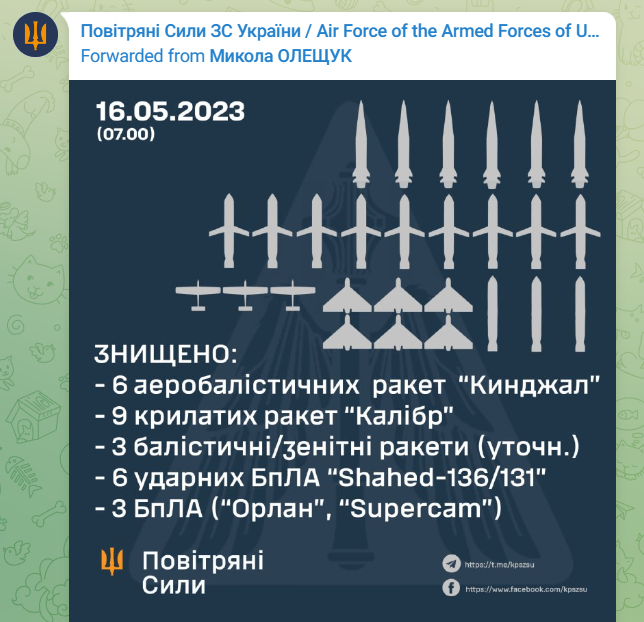 Повітряні Сили ЗС України / Air Force of the Armed Forces of U...
Forwarded from Микола ОЛЕЩУК
16.05.2023
(07.00)
ЗНИЩЕНО:
- 6 аеробалістичних ракет “Кинджал”
- 9 крилатих ракет “Калібр”
- 3 балістичні/зенітні ракети (уточн.)
- 6 ударних БпЛА “Shahed-136/131”
- 3 БпЛА (“Орлан”, “Supercam”)
Повітряні
Сили
https://t.me/kpszsu
https://www.facebook.com/kpszsu